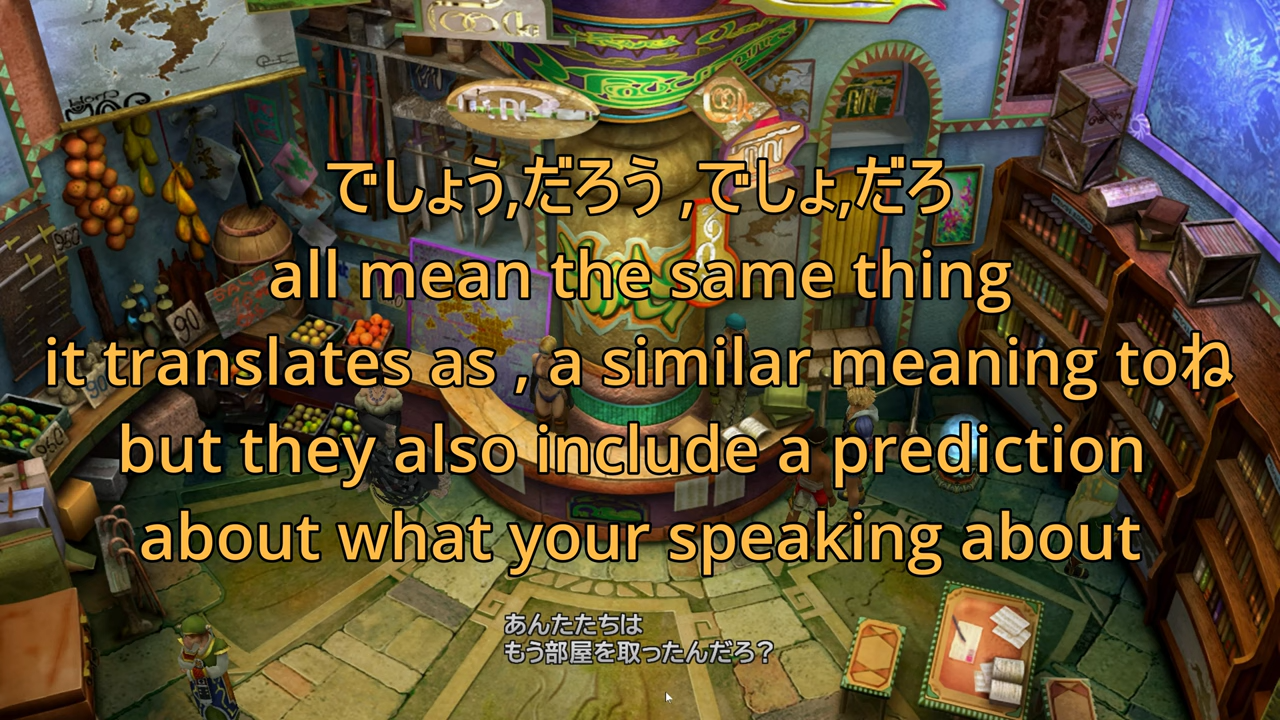 でしょう,だろう ,でしょ,だろ
all mean the same thing
it translates as , a similar meaning toね
but they also include a prediction
about what your speaking about
あんたたちは
もう部屋を取ったんだろ?
90